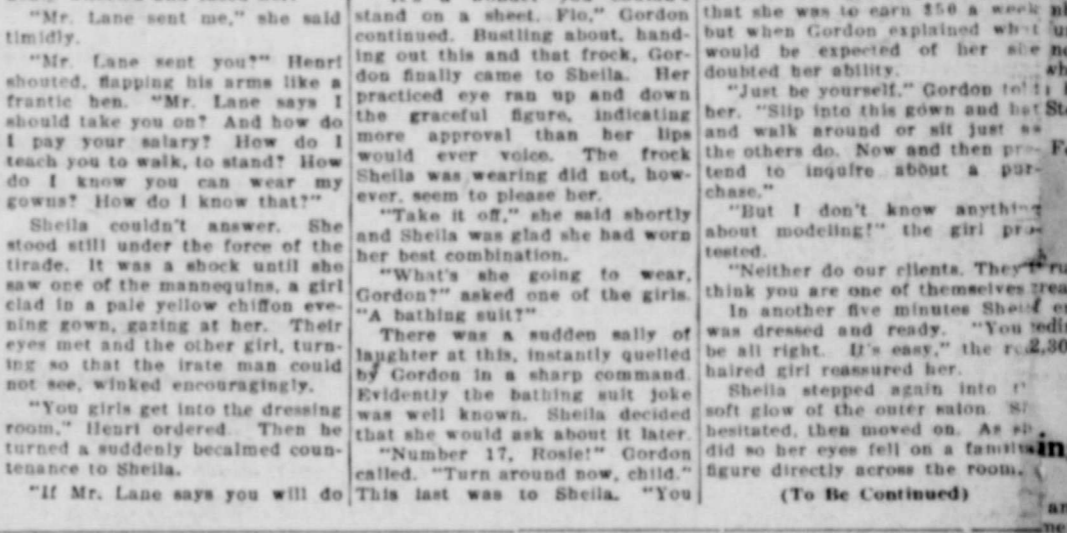 "Mr. Lane sent me," she said
timidly.
"Mr. Lane sent you?" Henri
shouted, flapping his arms like a
frantic hen. "Mr. Lane says I
should take you on? And how do
I pay your salary? How do I
teach you to walk, to stand? How
do I know you can wear my
gowns? How do I know that?"
Sheila couldn't answer. She
stood still under the force of the
tirade. It was a shock until she
saw one of the mannequins, a girl
clad in a pale yellow chiffon eve-
ning gown, gazing at her. Their
eyes met and the other girl, turn-
ing so that the irate man could
not see, winked encouragingly.
"You girls get into the dressing
room," Henri ordered. Then he
turned a suddenly becalmed coun-
tenance to Sheila.
"If Mr. Lane says you will do
stand on a sheet, Flo," Gordon
continued. Bustling about, hand-
ing out this and that frock, Gor-
don finally came to Sheila. Her
practiced eye ran up and down
the graceful figure, indicating
more approval than her lips
would ever voice. The frock
Sheila was wearing did not, how-
ever, seem to please her.
"Take it off," she said shortly
and Sheila was glad she had worn
her best combination.
"What's she going to wear,
Gordon?" asked one of the girls.
"A bathing suit?"
There was a sudden sally of
laughter at this, instantly quelled
by Gordon in a sharp command.
Evidently the bathing suit joke
was well known. Sheila decided
that she would ask about it later.
"Number 17, Rosie!" Gordon
called. "Turn around now, child."
This last was to Sheila. "You
that she was to earn $50 a week
but when Gordon explained what
would be expected of her she
doubted her ability.
"Just be yourself," Gordon told
her. "Slip into this gown and hat
and walk around or sit just as
the others do. Now and then pre-
tend to inquire about a pur-
chase."
"But I don't know anything
about modeling!" the girl pro-
tested.
"Neither do our clients. They'll
think you are one of themselves
In another five minutes
was dressed and ready. "You
be all right. It's easy," the
haired girl reassured her.
Sheila stepped again into
soft glow of the outer salon.
hesitated, then moved on. As
did so her eyes fell on a
figure directly across the room.
(To Be Continued)